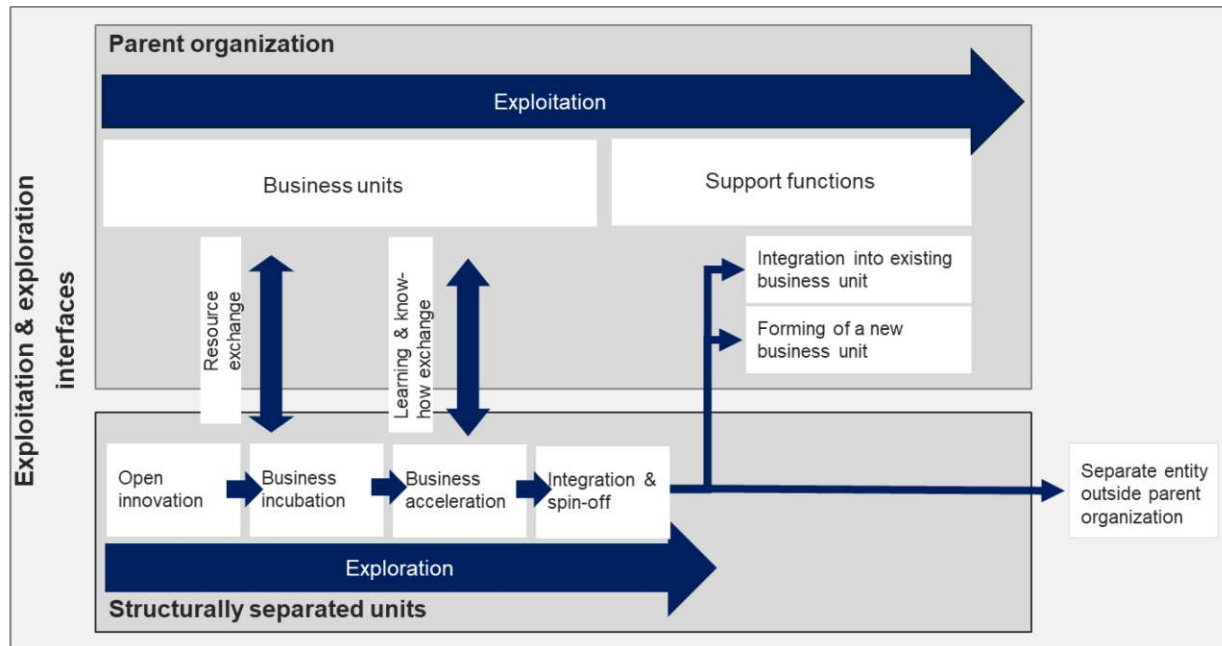 Exploitation & exploration
interfaces
Parent organization
Exploitation
Business units
Support functions
Resource
exchange
Learning & know-
how exchange
Integration into existing
business unit
Forming of a new
business unit
Open
innovation
Business
incubation
Business
acceleration
Integration &
spin-off
Separate entity
outside parent
organization
Exploration
Structurally separated units